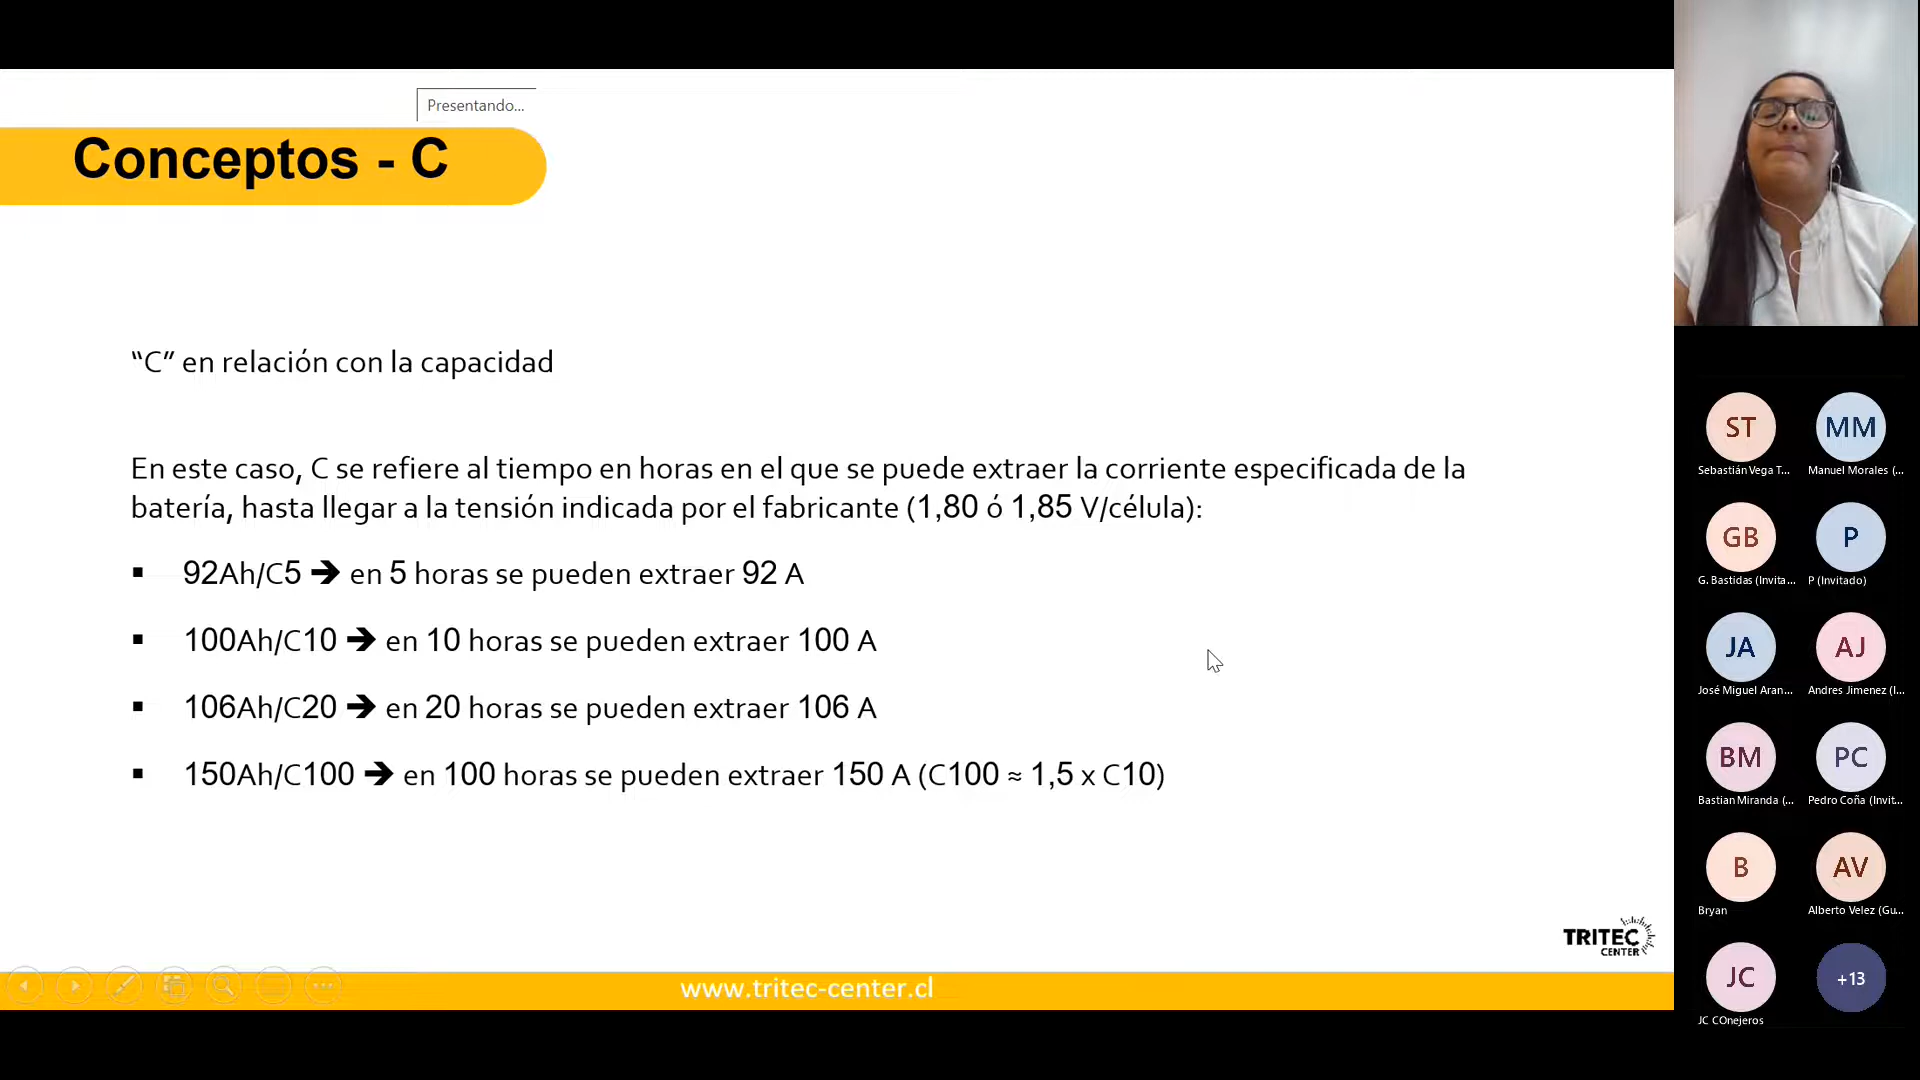 Presentando...
Conceptos - C
“C” en relación con la capacidad
En este caso, C se refiere al tiempo en horas en el que se puede extraer la corriente especificada de la
batería, hasta llegar a la tensión indicada por el fabricante (1,80 ó 1,85 V/célula):
▪ 92Ah/C5 🡺 en 5 horas se pueden extraer 92 A
▪ 100Ah/C10 🡺 en 10 horas se pueden extraer 100 A
▪ 106Ah/C20 🡺 en 20 horas se pueden extraer 106 A
▪ 150Ah/C100 🡺 en 100 horas se pueden extraer 150 A (C100 ≈ 1,5 x C10)
TRITEC
CENTER
www.tritec-center.cl
ST
Sebastián Vega T...
MM
Manuel Morales (...
GB
G. Bastidas (Invita...
P
P (Invitado)
JA
José Miguel Aran...
AJ
Andres Jimenez (I...
BM
Bastian Miranda (...
PC
Pedro Coña (Invit...
B
Bryan
AV
Alberto Velez (Gu...
JC
JC COnejeros
+13